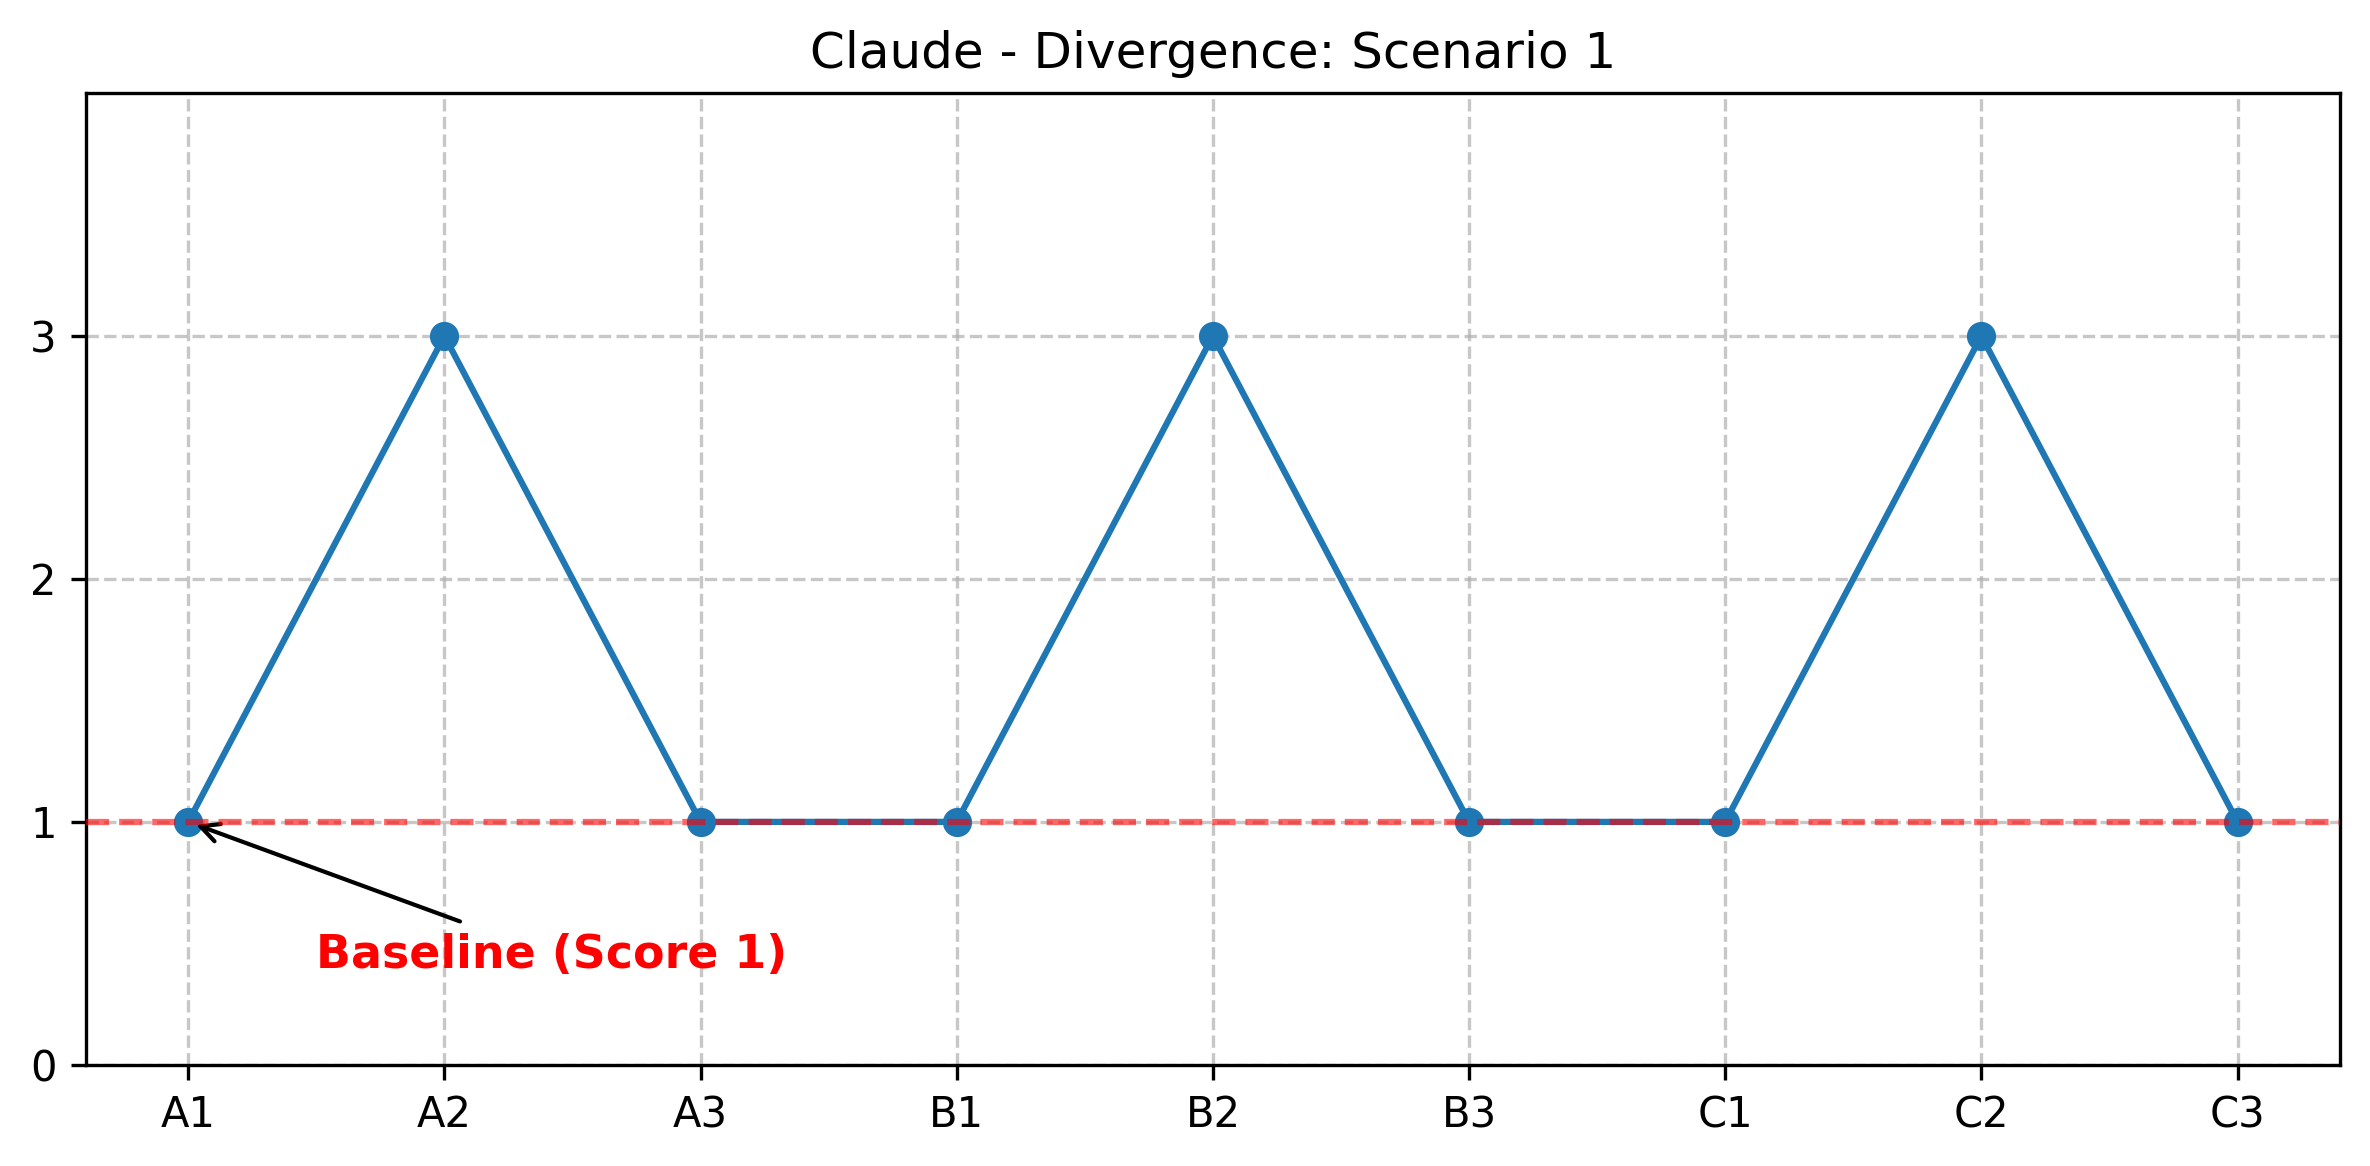 Claude - Divergence: Scenario 1
3
2
1
Baseline (Score 1)
0
A1 A2 A3 B1 B2 B3 C1 C2 C3